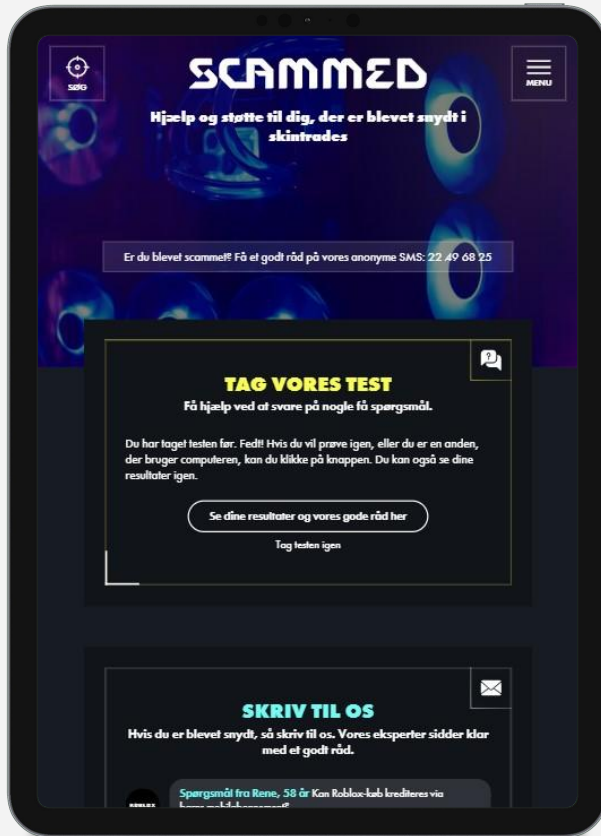 SCAMMED
SØG
MENU
Hjælp og støtte til dig, der er blevet snydt i
skintrades
Er du blevet scammet? Få et godt råd på vores anonyme SMS: 22 49 68 25
TAG VORES TEST
Få hjælp ved at svare på nogle få spørgsmål.
Du har taget testen før. Fedt! Hvis du vil prøve igen, eller du er en anden,
der bruger computeren, kan du klikke på knappen. Du kan også se dine
resultater igen.
Se dine resultater og vores gode råd her
Tag testen igen
SKRIV TIL OS
Hvis du er blevet snydt, så skriv til os. Vores eksperter sidder klar
med et godt råd.
Spørgsmål fra Rene, 58 år Kan Roblox-køb krediteres via